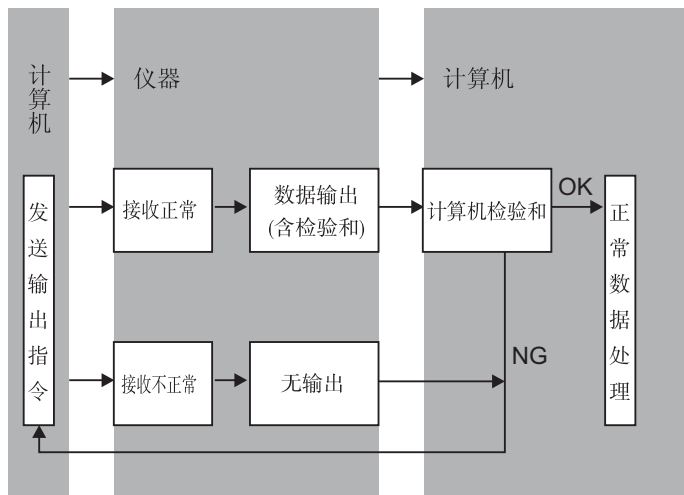 计算机
仪器
计算机
发送输出指令
接收正常
数据输出
(含检验和)
计算机检验和
OK
正常数据处理
接收不正常
无输出
NG